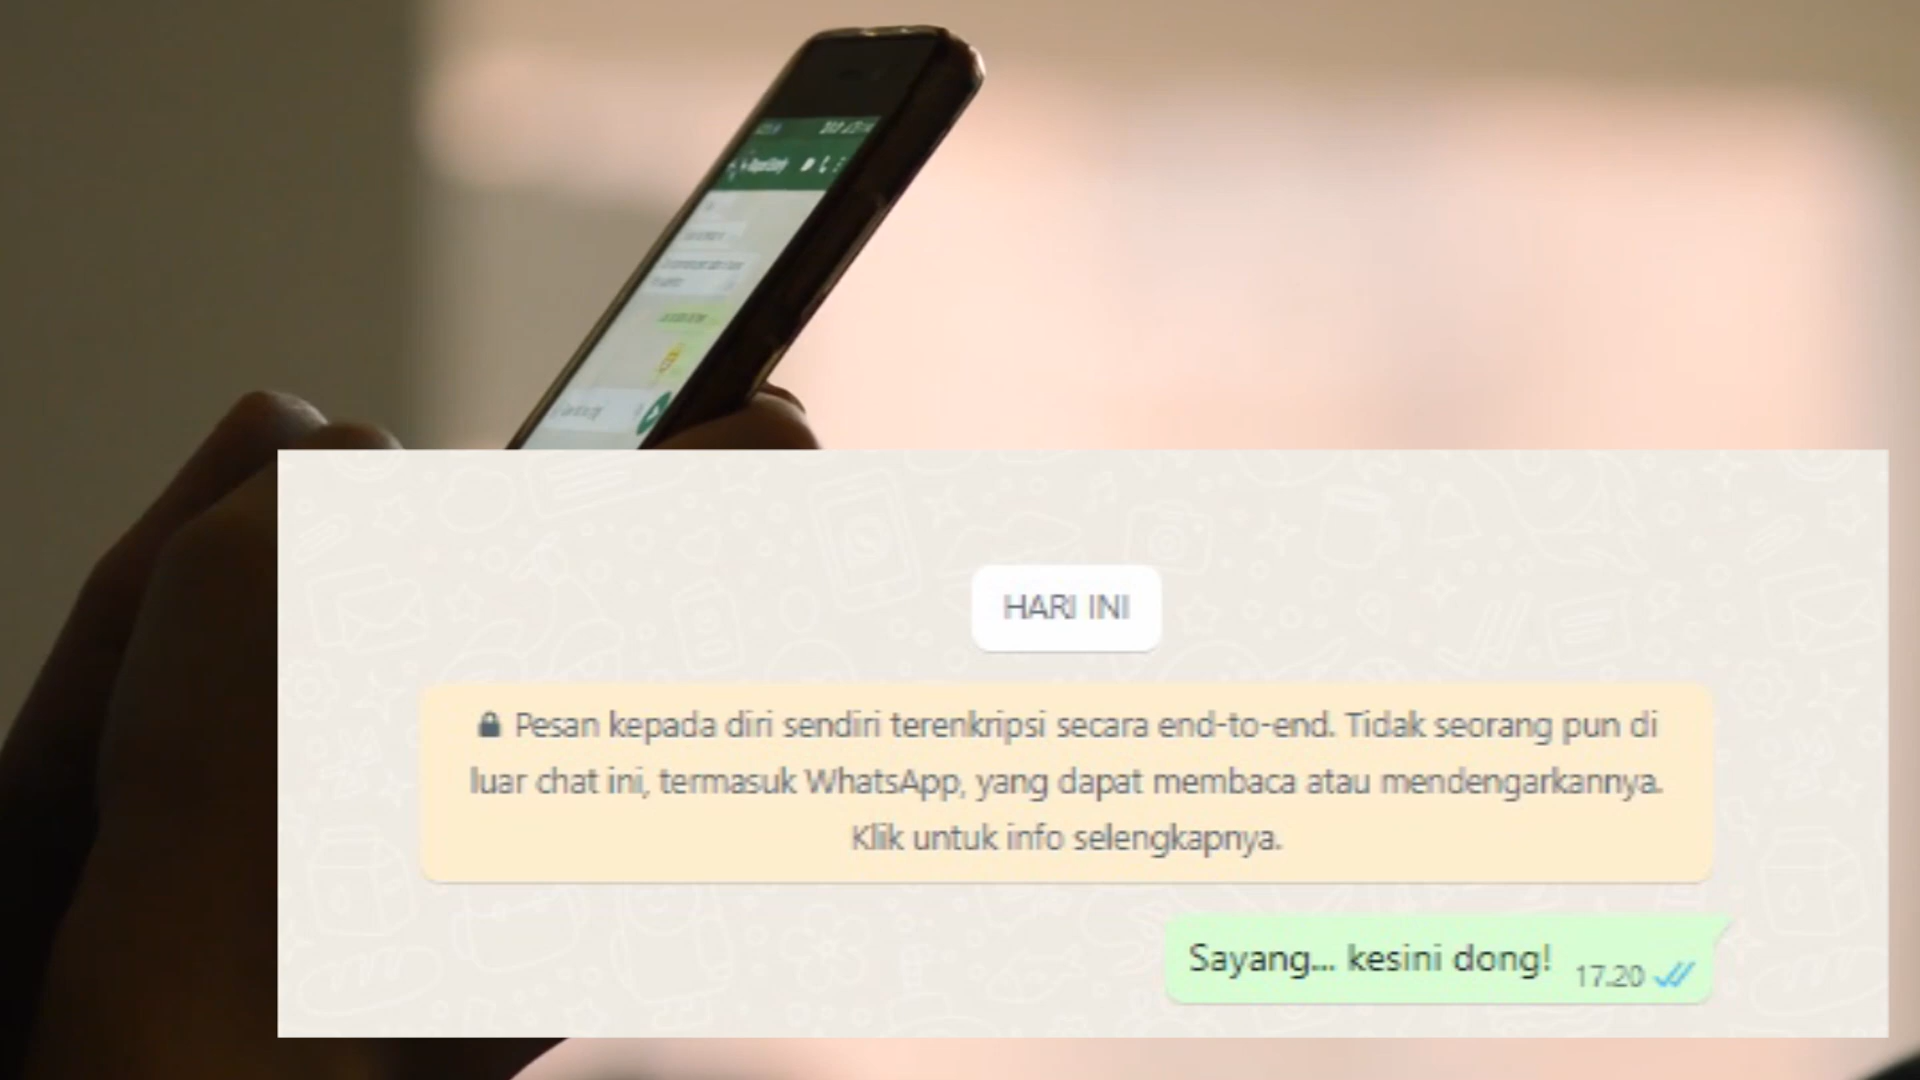 HARI INI
Pesan kepada diri sendiri terenkripsi secara end-to-end. Tidak seorang pun di
luar chat ini, termasuk WhatsApp, yang dapat membaca atau mendengarkannya.
Klik untuk info selengkapnya.
Sayang... kesini dong!
17.20